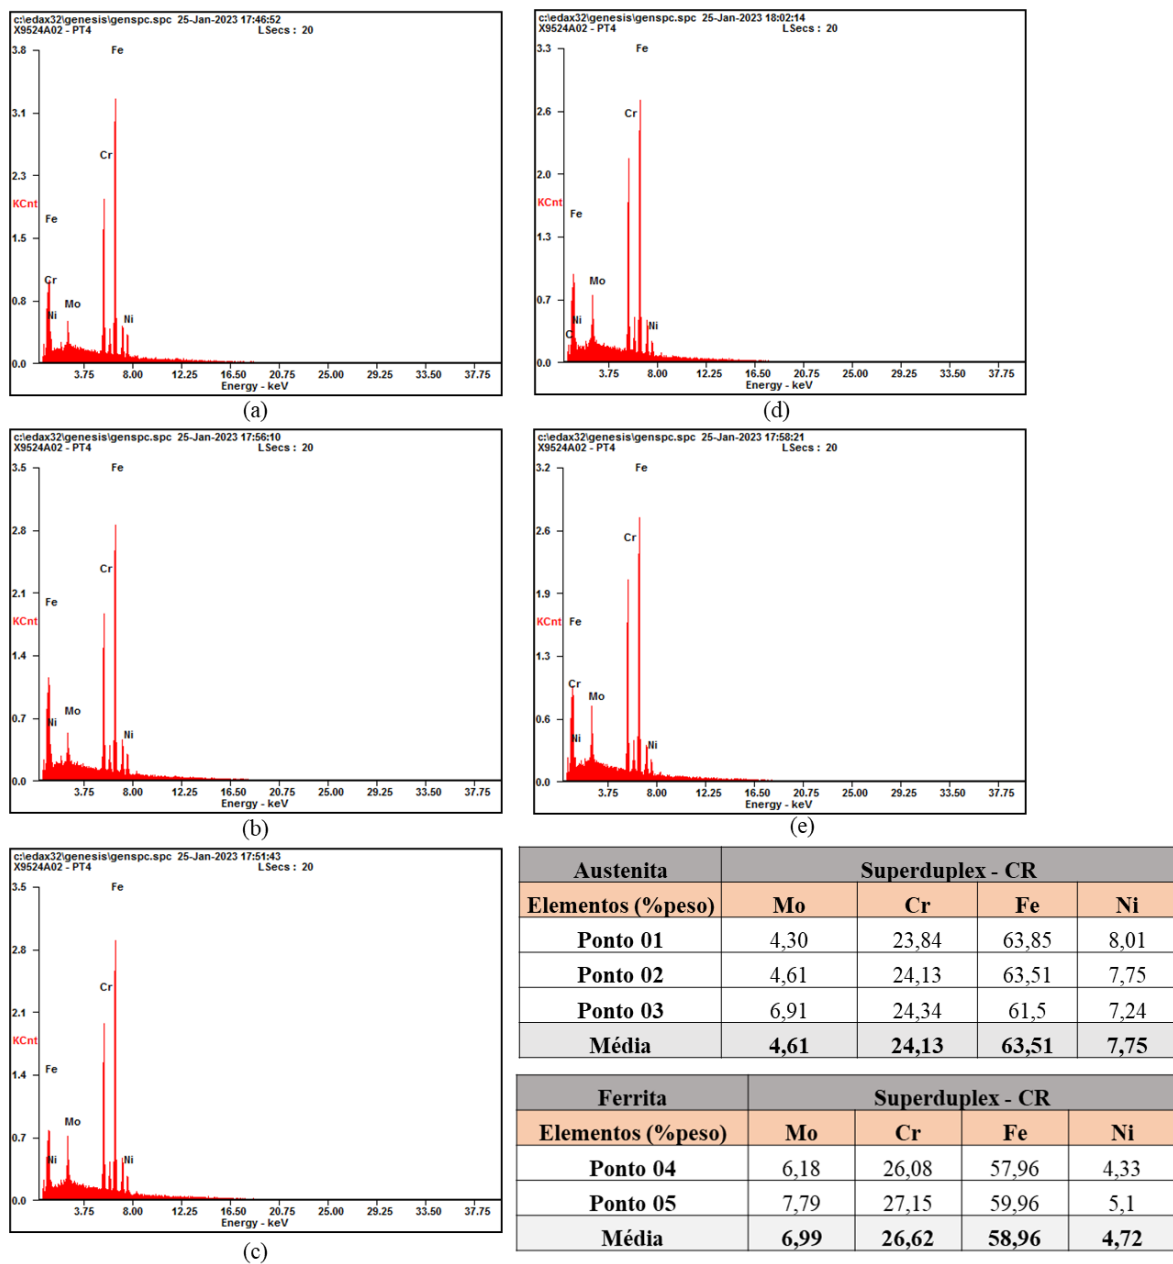 c:\edax32\genesis\genspc.spc 25-Jan-2023 17:46:52
X9524A02 - PT4 LSecs : 20
3.8
3.1
2.3
KCnt
1.5
0.8
0.0
Fe
Cr
Fe
Cr
Ni
Mo
Ni
3.75 8.00 12.25 16.50 20.75 25.00 29.25 33.50 37.75
Energy - keV
(a)
c:\edax32\genesis\genspc.spc 25-Jan-2023 18:02:14
X9524A02 - PT4 LSecs : 20
3.3
2.6
2.0
KCnt
1.3
0.7
0.0
Fe
Cr
Fe
Mo
Ni
C
Ni
3.75 8.00 12.25 16.50 20.75 25.00 29.25 33.50 37.75
Energy - keV
(d)
c:\edax32\genesis\genspc.spc 25-Jan-2023 17:56:10
X9524A02 - PT4 LSecs : 20
3.5
2.8
2.1
KCnt
1.4
0.7
0.0
Fe
Cr
Fe
Ni
Mo
Ni
3.75 8.00 12.25 16.50 20.75 25.00 29.25 33.50 37.75
Energy - keV
(b)
c:\edax32\genesis\genspc.spc 25-Jan-2023 17:58:21
X9524A02 - PT4 LSecs : 20
3.2
2.6
1.9
KCnt
1.3
0.6
0.0
Fe
Cr
Fe
Cr
Mo
Ni
Ni
3.75 8.00 12.25 16.50 20.75 25.00 29.25 33.50 37.75
Energy - keV
(e)
c:\edax32\genesis\genspc.spc 25-Jan-2023 17:51:43
X9524A02 - PT4 LSecs : 20
3.5
2.8
2.1
KCnt
1.4
0.7
0.0
Fe
Cr
Fe
Mo
Ni
Ni
3.75 8.00 12.25 16.50 20.75 25.00 29.25 33.50 37.75
Energy - keV
(c)
Austenita Superduplex - CR
Elementos (%peso) Mo Cr Fe Ni
Ponto 01 4,30 23,84 63,85 8,01
Ponto 02 4,61 24,13 63,51 7,75
Ponto 03 6,91 24,34 61,5 7,24
Média 4,61 24,13 63,51 7,75
Ferrita Superduplex - CR
Elementos (%peso) Mo Cr Fe Ni
Ponto 04 6,18 26,08 57,96 4,33
Ponto 05 7,79 27,15 59,96 5,1
Média 6,99 26,62 58,96 4,72